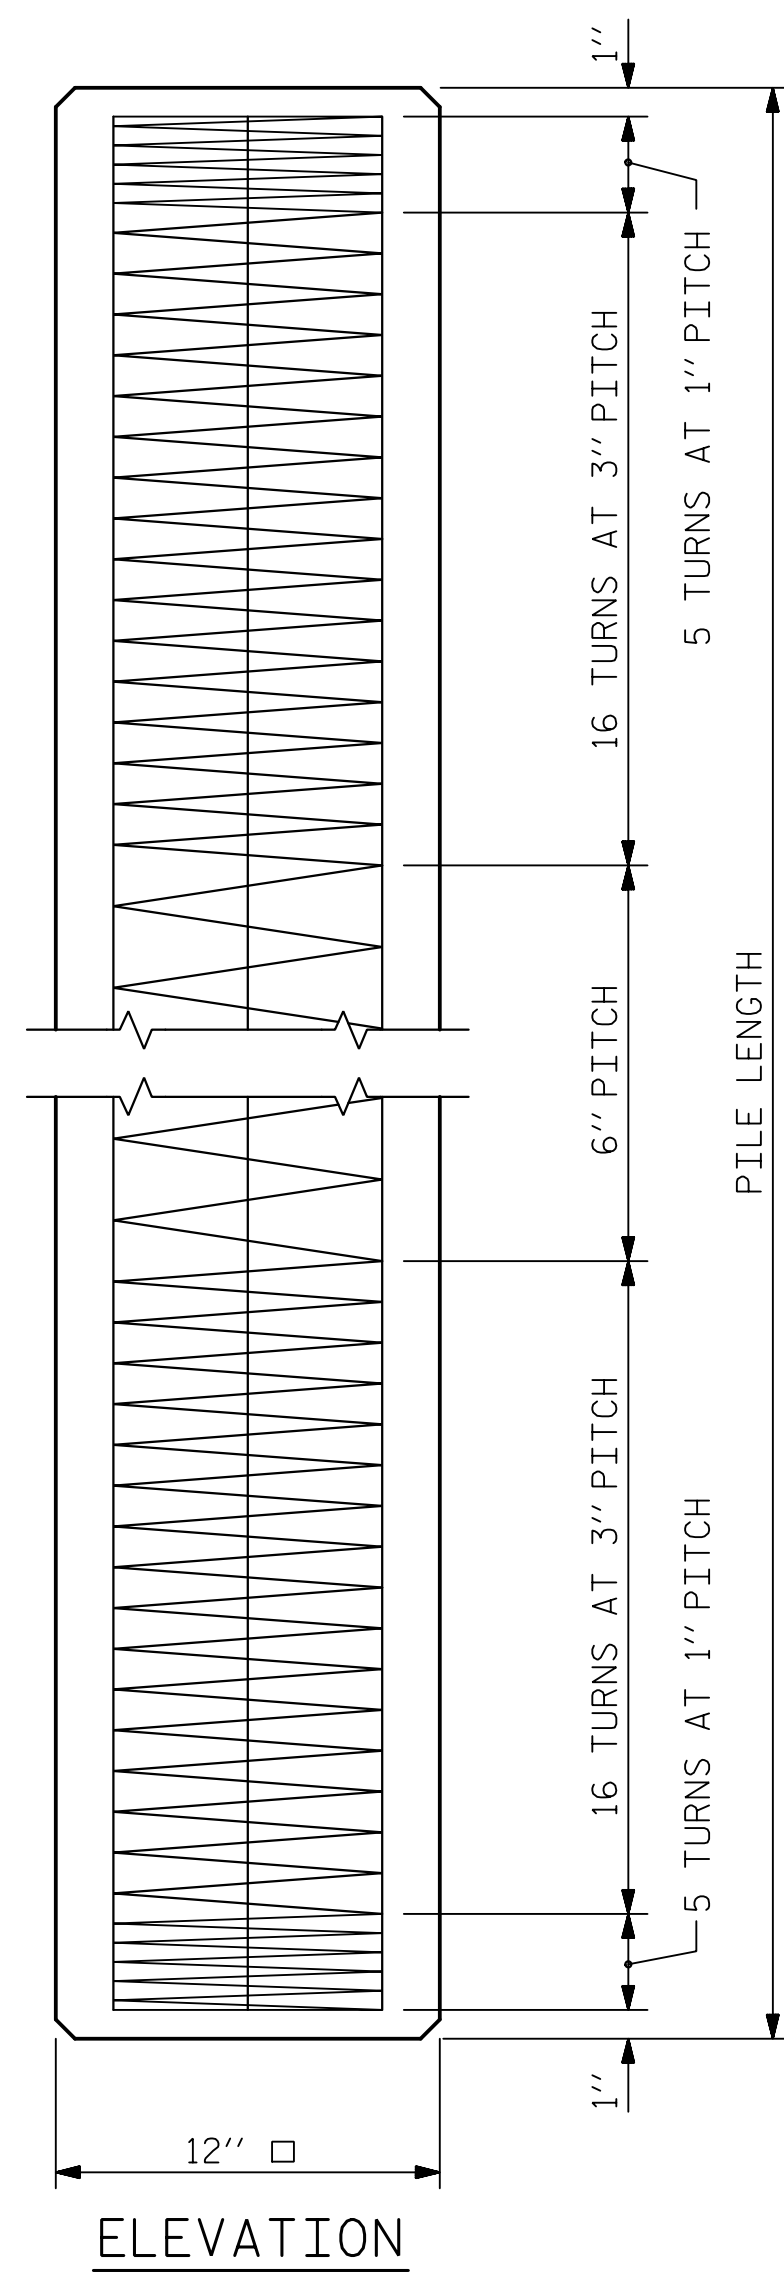 1''
5 TURNS AT 1'' PITCH
16 TURNS AT 3'' PITCH
6'' PITCH
PILE LENGTH
16 TURNS AT 3'' PITCH
5 TURNS AT 1'' PITCH
1''
12'' □
ELEVATION